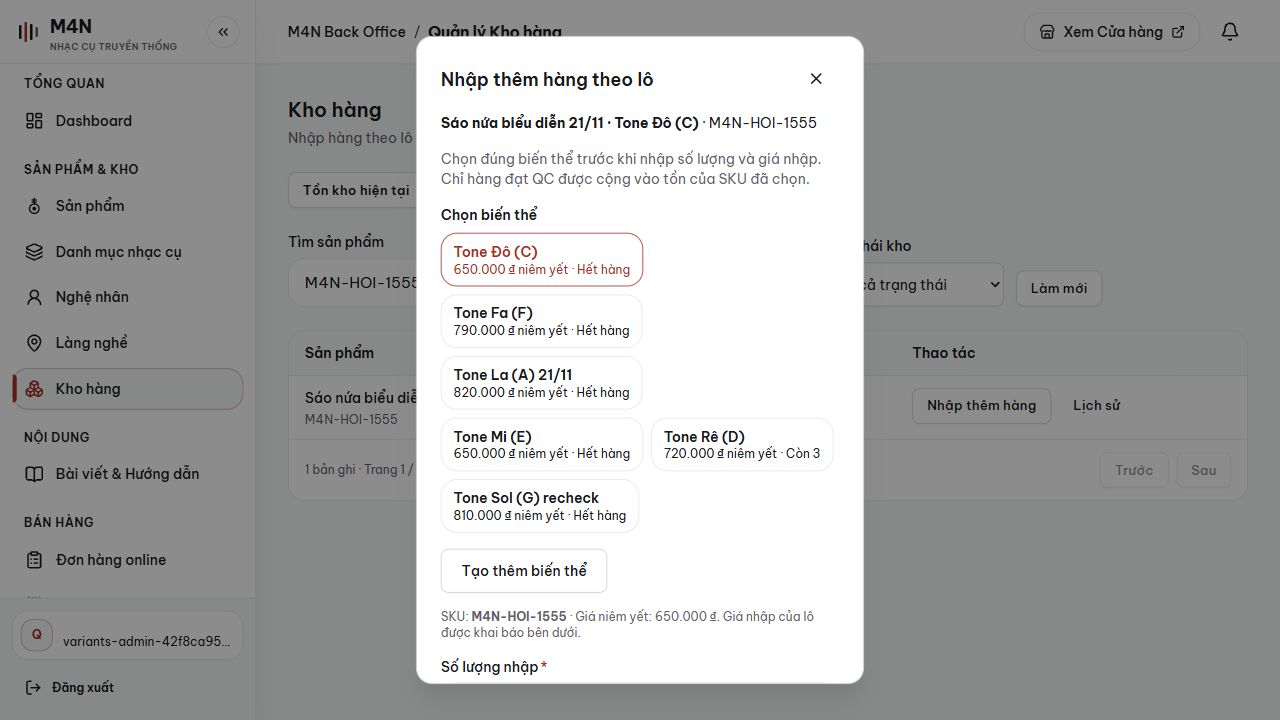 M4N
NHẠC CỤ TRUYỀN THỐNG
TỔNG QUAN
Dashboard
SẢN PHẨM & KHO
Sản phẩm
Danh mục nhạc cụ
Nghệ nhân
Làng nghề
Kho hàng
NỘI DUNG
Bài viết & Hướng dẫn
BÁN HÀNG
Đơn hàng online
Q
variants-admin-42f8ca95...
Đăng xuất
M4N Back Office / Quản lý Kho hàng
Xem Cửa hàng
Kho hàng
Nhập hàng theo lô
Tồn kho hiện tại
Tìm sản phẩm
M4N-HOI-1555
hái kho
cả trạng thái
Làm mới
Sản phẩm
Thao tác
Sáo nứa biểu diễ
M4N-HOI-1555
Nhập thêm hàng
Lịch sử
1 bản ghi · Trang 1 /
Trước
Sau
Nhập thêm hàng theo lô
Sáo nứa biểu diễn 21/11 · Tone Đô (C) · M4N-HOI-1555
Chọn đúng biến thể trước khi nhập số lượng và giá nhập.
Chỉ hàng đạt QC được cộng vào tồn của SKU đã chọn.
Chọn biến thể
Tone Đô (C)
650.000 ₫ niêm yết · Hết hàng
Tone Fa (F)
790.000 ₫ niêm yết · Hết hàng
Tone La (A) 21/11
820.000 ₫ niêm yết · Hết hàng
Tone Mi (E)
650.000 ₫ niêm yết · Hết hàng
Tone Rê (D)
720.000 ₫ niêm yết · Còn 3
Tone Sol (G) recheck
810.000 ₫ niêm yết · Hết hàng
Tạo thêm biến thể
SKU: M4N-HOI-1555 · Giá niêm yết: 650.000 ₫. Giá nhập của lô
được khai báo bên dưới.
Số lượng nhập *